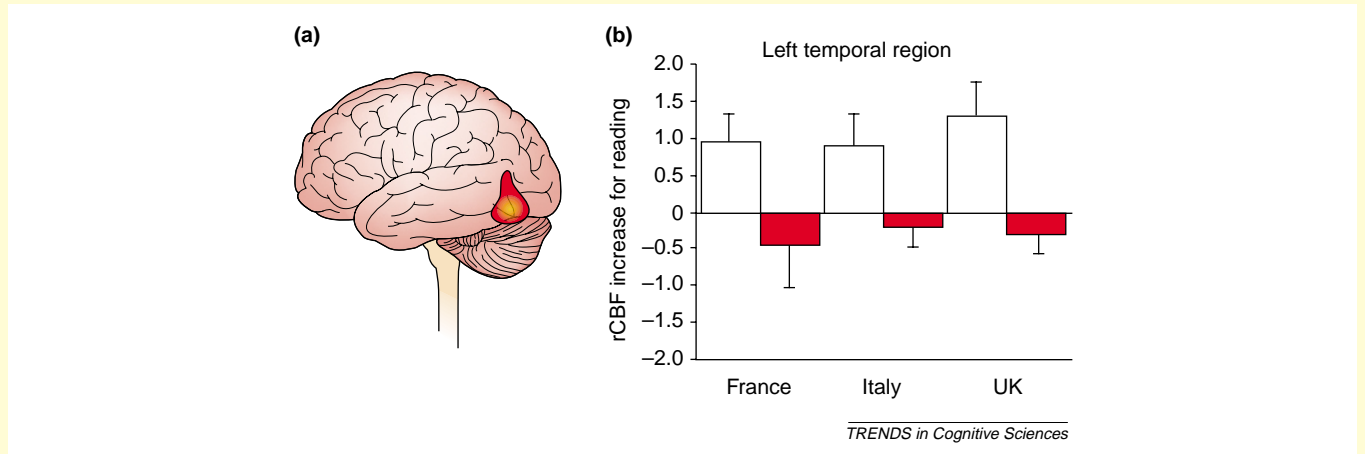 (a)
(b)
Left temporal region
rCBF increase for reading
2.0
1.5
1.0
0.5
0
–0.5
–1.0
–1.5
–2.0
France Italy UK
TRENDS in Cognitive Sciences